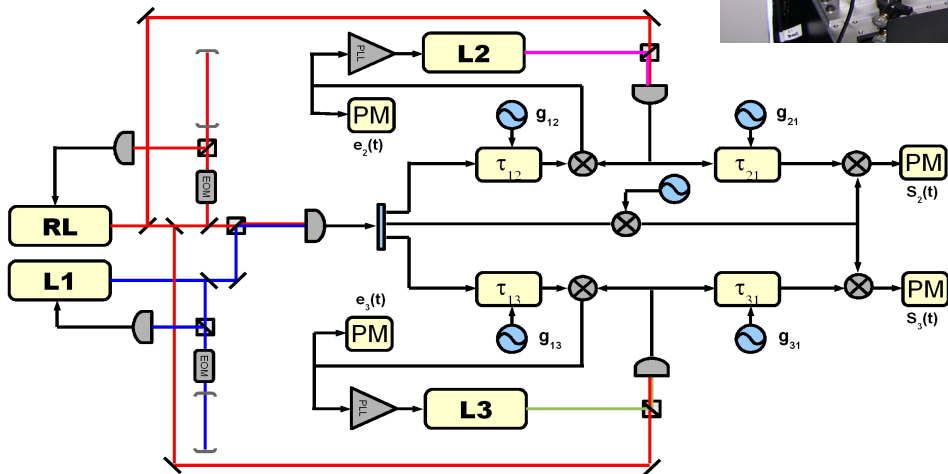 L2
PLL
PM
e₂(t)
g₁₂
g₂₁
τ₁₂
τ₂₁
PM
S₂(t)
EOM
RL
L1
EOM
e₃(t)
PM
τ₁₃
τ₃₁
PM
S₃(t)
g₁₃
g₃₁
PLL
L3